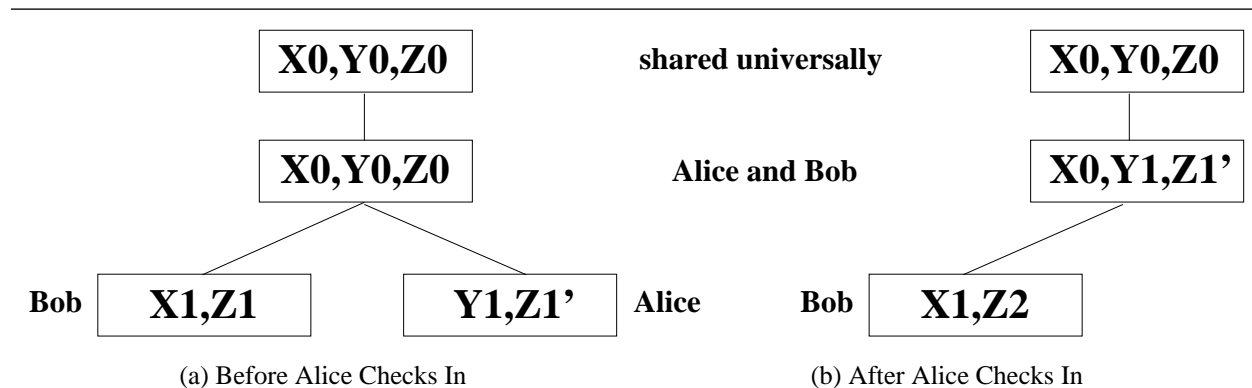 X0,Y0,Z0 shared universally X0,Y0,Z0
X0,Y0,Z0 Alice and Bob X0,Y1,Z1’
Bob X1,Z1 Y1,Z1’ Alice Bob X1,Z2
(a) Before Alice Checks In (b) After Alice Checks In